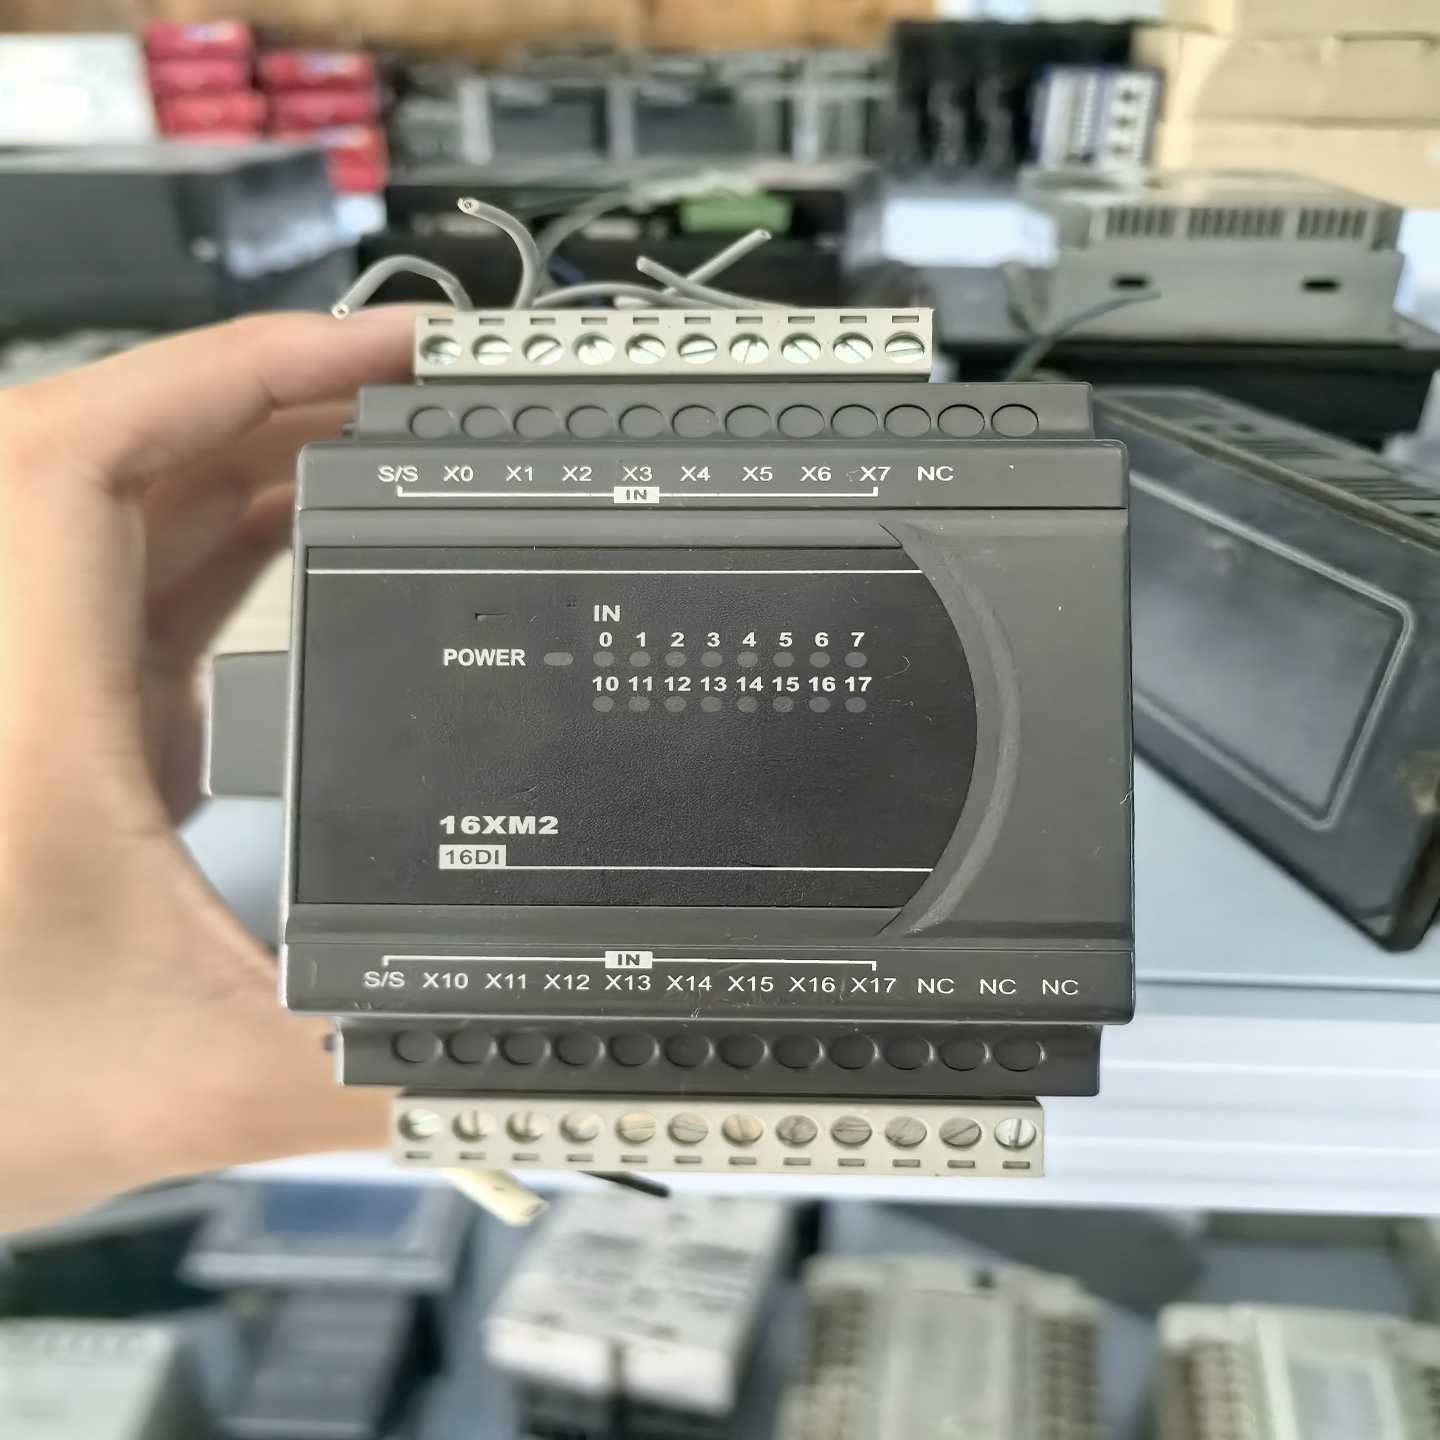 S/S X0 X1 X2 X3 X4 X5 X6 X7 NC
IN
IN
0 1 2 3 4 5 6 7
POWER
10 11 12 13 14 15 16 17
16XM2
16DI
IN
S/S X10 X11 X12 X13 X14 X15 X16 X17 NC NC NC